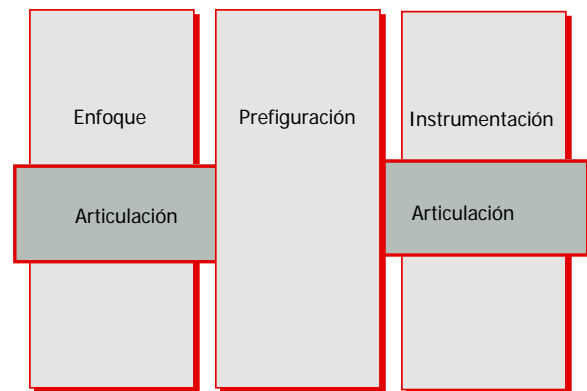 Enfoque
Prefiguración
Instrumentación
Articulación
Articulación